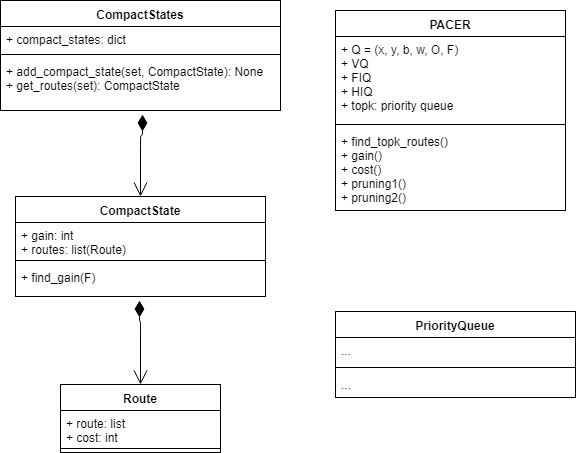 CompactStates
+ compact_states: dict
+ add_compact_state(set, CompactState): None
+ get_routes(set): CompactState
CompactState
+ gain: int
+ routes: list(Route)
+ find_gain(F)
Route
+ route: list
+ cost: int
PACER
+ Q = (x, y, b, w, O, F)
+ VQ
+ FIQ
+ HIQ
+ topk: priority queue
+ find_topk_routes()
+ gain()
+ cost()
+ pruning1()
+ pruning2()
PriorityQueue
...
...